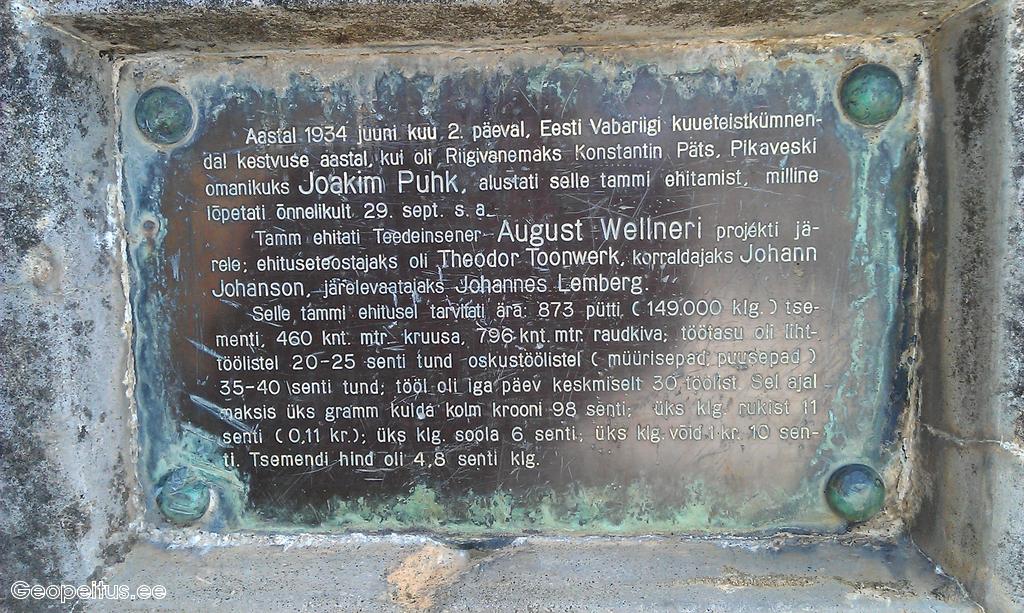 Aastal 1934 juuni kuu 2. päeval, Eesti Vabariigi kuueteistkümnen-
dal kestvuse aastal, kui oli Riigivanemaks Konstantin Päts, Pikaveski
omanikuks Joakim Puhk, alustati selle tammi ehitamist, milline
lõpetati õnnelikult 29. sept. s. a.
Tamm ehitati Teedeinsener August Wellneri projekti jä-
rele; ehituseteostajaks oli Theodor Toonwerk, korraldajaks Johann
Johanson, järelevaatajaks Johannes Lemberg.
Selle tammi ehitusel tarvitati ära: 873 pütti (149.000 klg.) tse-
menti, 460 knt. mtr. kruusa, 796 knt. mtr. raudkiva; töötasu oli liht-
töölistel 20-25 senti tund oskustöölistel (müürisepad, puusepad)
35-40 senti tund; tööl oli iga päev keskmiselt 30 töölist. Sel ajal
maksis üks gramm kulda kolm krooni 98 senti; üks klg. rukist 11
senti (0,11 kr.); üks klg. soola 6 senti; üks klg. võid 1 kr. 10 sen-
ti. Tsemendi hind oli 4,8 senti klg.
Geopeitus.ee